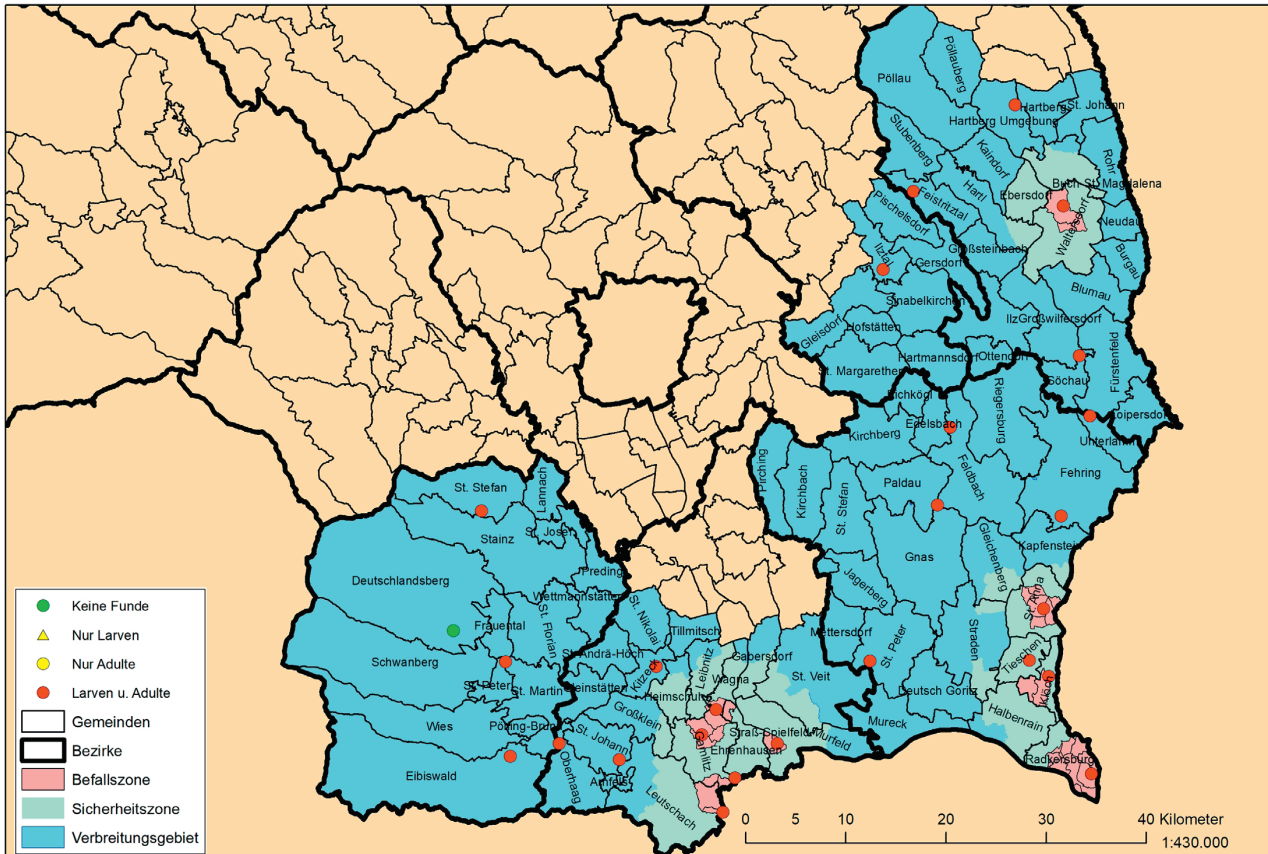 Pöllauberg
Pöllau
Hartberg
St. Johann
Hartberg Umgebung
Stubenberg
Kaindorf
Rohr
Hartl
Buch St. Magdalena
Ebersdorf
Feistritztal
Pischelsdorf
Waltersdorf
Neudau
Großsteinbach
Burgau
Ilztal
Gersdorf
Blumau
Sinabelkirchen
Ilz
Großwilfersdorf
Gleisdorf
Hofstätten
Hartmannsdorf
Ottendorf
Fürstenfeld
St. Margarethen
Söchau
Riegersburg
Eichkögl
Loipersdorf
Edelsbach
Kirchberg
Unterlamm
Pirching
Kirchbach
St. Stefan
Paldau
Feldbach
Fehring
St. Stefan
Lannach
Stainz
St. Josef
Gnas
Gleichenberg
Kapfenstein
Deutschlandsberg
Preding
Jagerberg
St. Anna
Wettmannstätten
Frauental
St. Florian
St. Nikolai
Tillmitsch
Mettersdorf
St. Peter
Straden
Tieschen
Schwanberg
St. Andrä-Höch
Kitzeck
Leibnitz
Gabersdorf
Wagna
St. Veit
St. Peter
St. Martin
Gleinstätten
Heimschuh
Deutsch Goritz
Klöch
Wies
Pölfing-Brunn
Großklein
Halbenrain
St. Johann
Gamlitz
Straß-Spielfeld
Murfeld
Mureck
Ehrenhausen
Eibiswald
Oberhaag
Arnfels
Leutschach
Radkersburg
Keine Funde
Nur Larven
Nur Adulte
Larven u. Adulte
Gemeinden
Bezirke
Befallszone
Sicherheitszone
Verbreitungsgebiet
0 5 10 20 30 40 Kilometer
1:430.000